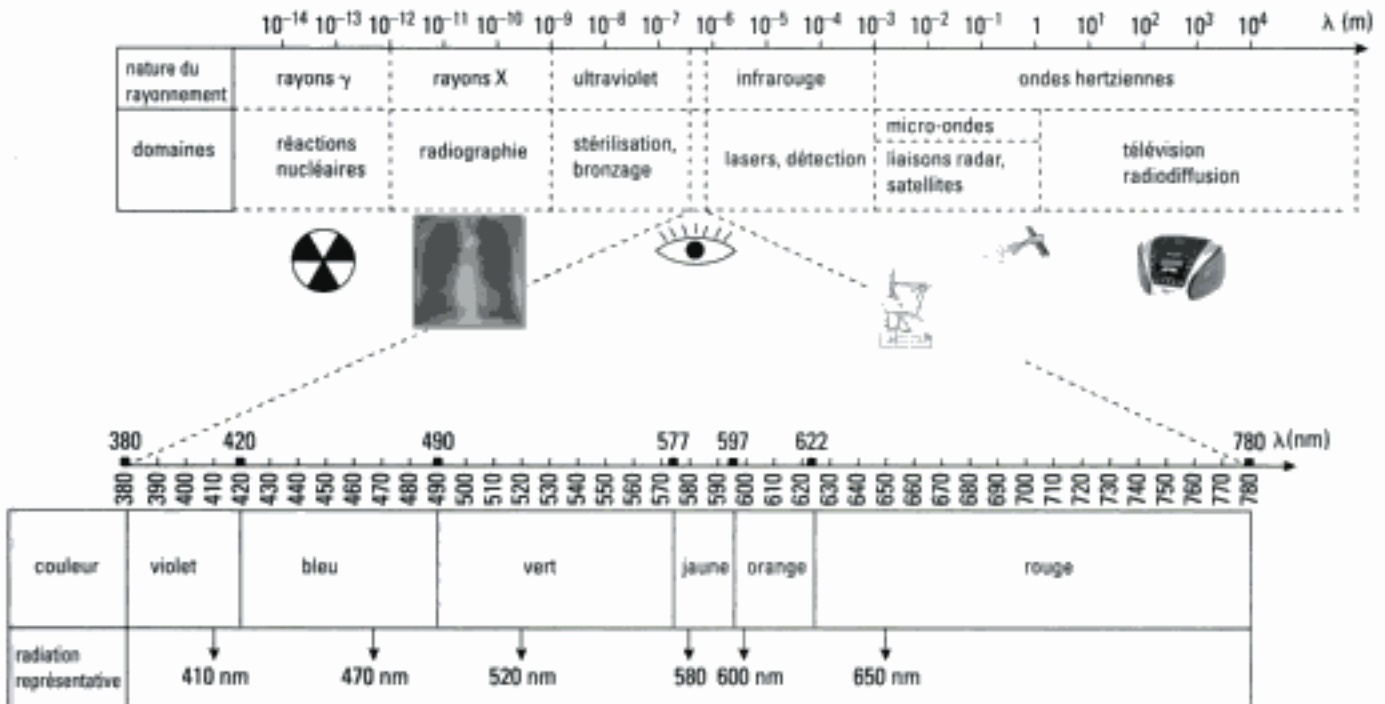 10⁻¹⁴ 10⁻¹³ 10⁻¹² 10⁻¹¹ 10⁻¹⁰ 10⁻⁹ 10⁻⁸ 10⁻⁷ 10⁻⁶ 10⁻⁵ 10⁻⁴ 10⁻³ 10⁻² 10⁻¹ 1 10¹ 10² 10³ 10⁴ λ (m)
nature du
rayonnement
rayons γ
rayons X
ultraviolet
infrarouge
ondes hertziennes
domaines
réactions
nucléaires
radiographie
stérilisation,
bronzage
lasers, détection
micro-ondes
liaisons radar,
satellites
télévision
radiodiffusion
380 420 490 577 597 622 780 λ(nm)
380 390 400 410 420 430 440 450 460 470 480 490 500 510 520 530 540 550 560 570 580 590 600 610 620 630 640 650 660 670 680 690 700 710 720 730 740 750 760 770 780
couleur violet bleu vert jaune orange rouge
radiation
représentative
410 nm 470 nm 520 nm 580 600 nm 650 nm